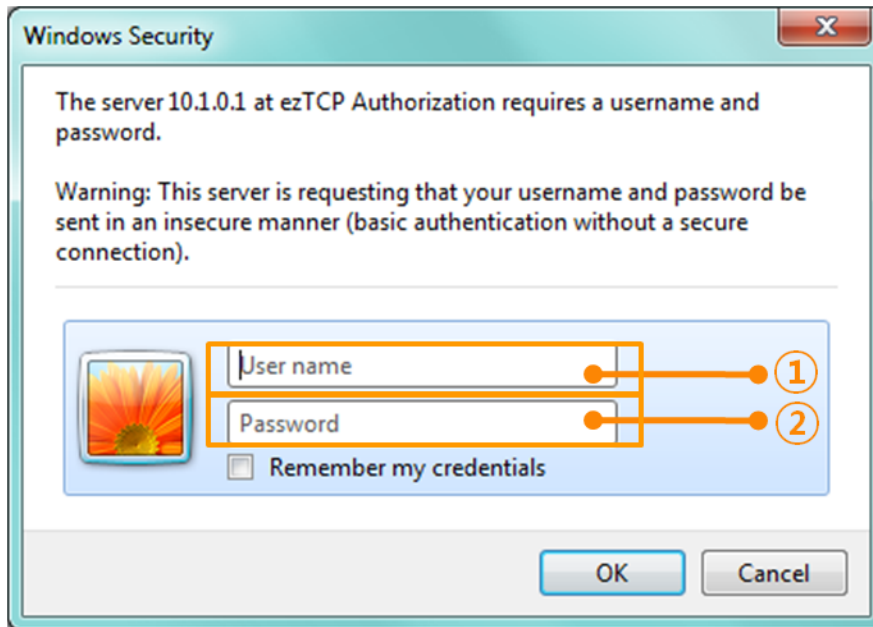 Windows Security
The server 10.1.0.1 at ezTCP Authorization requires a username and
password.
Warning: This server is requesting that your username and password be
sent in an insecure manner (basic authentication without a secure
connection).
User name
①
Password
②
Remember my credentials
OK
Cancel